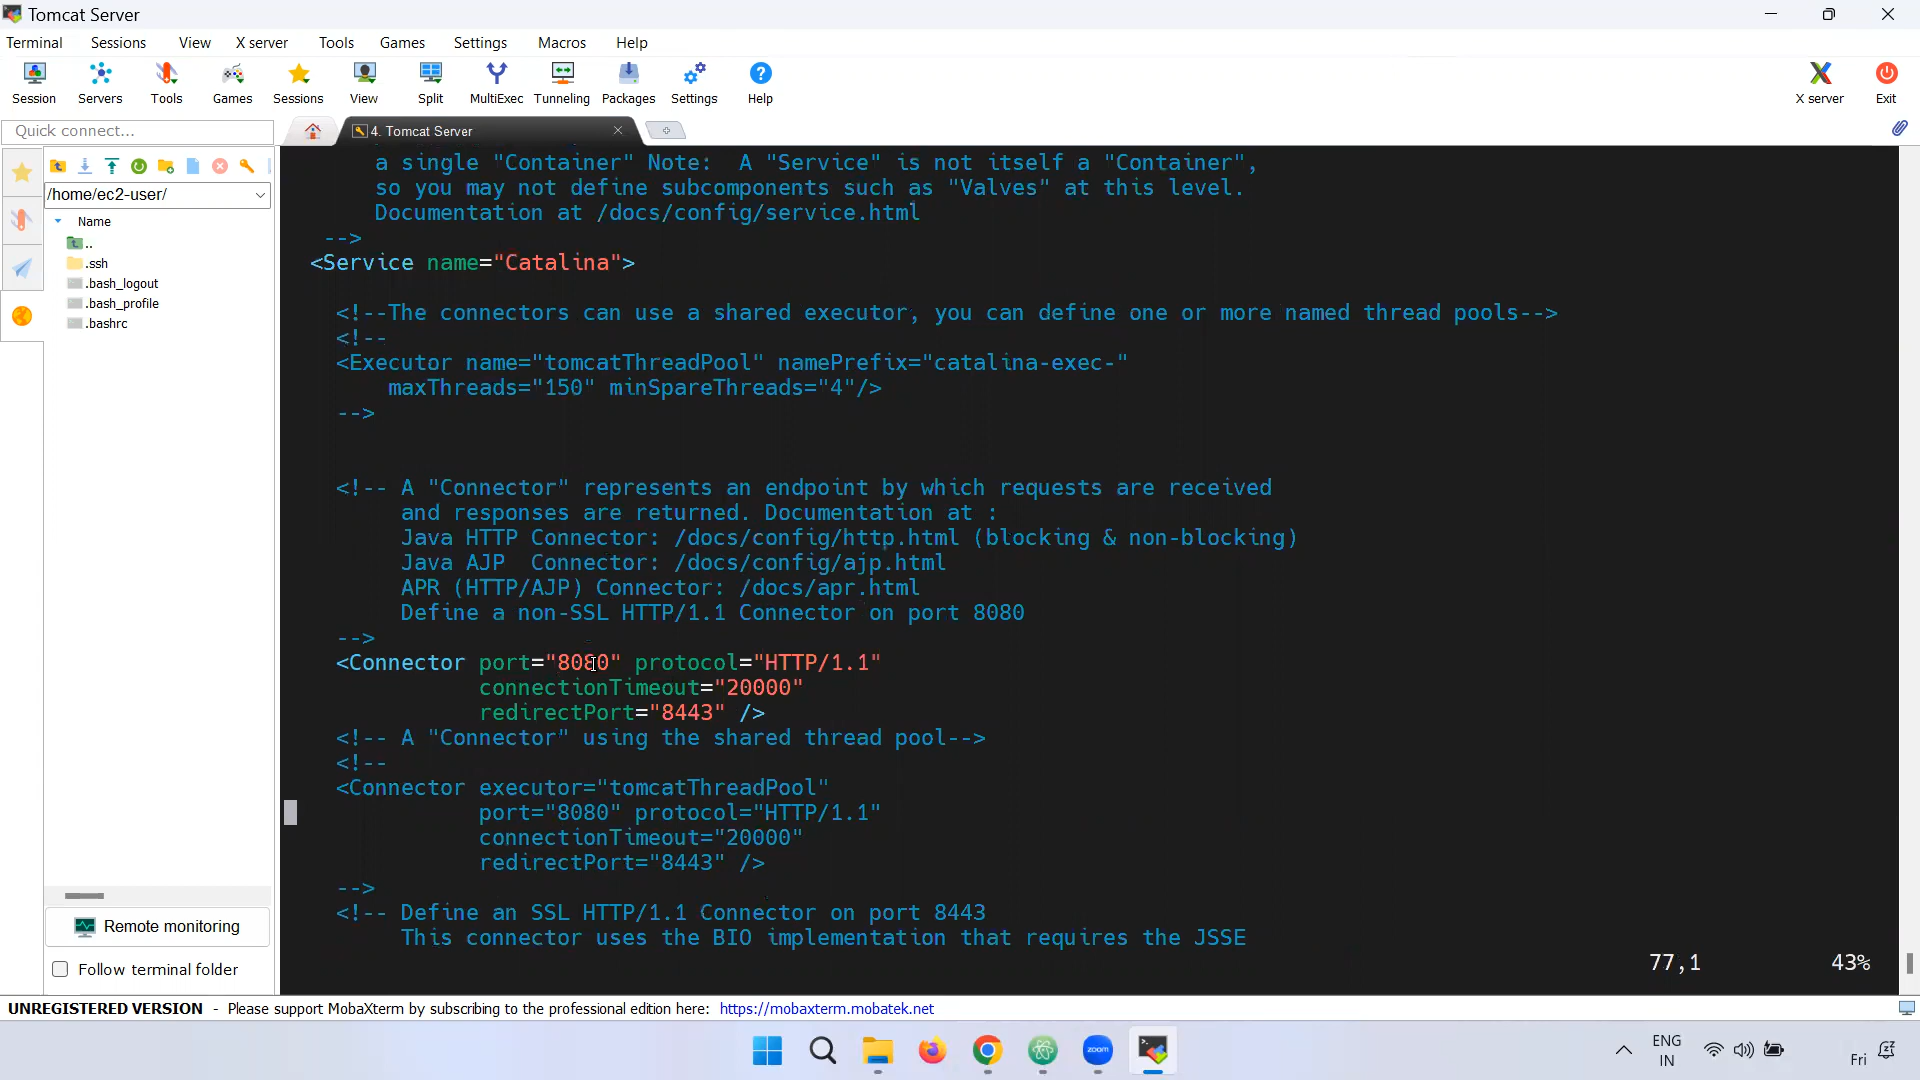 Tomcat Server
Terminal Sessions View X server Tools Games Settings Macros Help
Session Servers Tools Games Sessions View Split MultiExec Tunneling Packages Settings Help X server Exit
Quick connect... 4. Tomcat Server
/home/ec2-user/
Name
..
.ssh
.bash_logout
.bash_profile
.bashrc
a single "Container" Note:  A "Service" is not itself a "Container",
so you may not define subcomponents such as "Valves" at this level.
Documentation at /docs/config/service.html
-->
<Service name="Catalina">
<!--The connectors can use a shared executor, you can define one or more named thread pools-->
<!--
<Executor name="tomcatThreadPool" namePrefix="catalina-exec-"
maxThreads="150" minSpareThreads="4"/>
-->
<!-- A "Connector" represents an endpoint by which requests are received
and responses are returned. Documentation at :
Java HTTP Connector: /docs/config/http.html (blocking & non-blocking)
Java AJP  Connector: /docs/config/ajp.html
APR (HTTP/AJP) Connector: /docs/apr.html
Define a non-SSL HTTP/1.1 Connector on port 8080
-->
<Connector port="8080" protocol="HTTP/1.1"
connectionTimeout="20000"
redirectPort="8443" />
<!-- A "Connector" using the shared thread pool-->
<!--
<Connector executor="tomcatThreadPool"
port="8080" protocol="HTTP/1.1"
connectionTimeout="20000"
redirectPort="8443" />
-->
<!-- Define an SSL HTTP/1.1 Connector on port 8443
This connector uses the BIO implementation that requires the JSSE
77,1 43%
Remote monitoring
Follow terminal folder
UNREGISTERED VERSION - Please support MobaXterm by subscribing to the professional edition here: https://mobaxterm.mobatek.net
zoom
ENG
IN
Fri